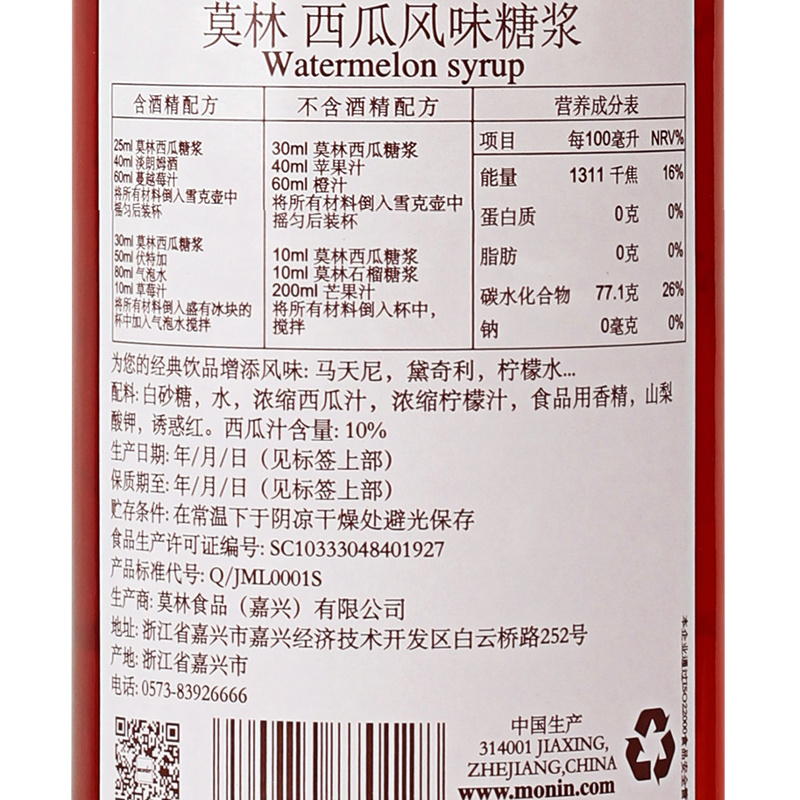 莫林 西瓜风味糖浆
Watermelon syrup
含酒精配方
25ml 莫林西瓜糖浆
40ml 淡朗姆酒
60ml 蔓越莓汁
将所有材料倒入雪克壶中
摇匀后装杯
30ml 莫林西瓜糖浆
50ml 伏特加
80ml 气泡水
10ml 草莓汁
将所有材料倒入盛有冰块的
杯中加入气泡水搅拌
不含酒精配方
30ml 莫林西瓜糖浆
40ml 苹果汁
60ml 橙汁
将所有材料倒入雪克壶中
摇匀后装杯
10ml 莫林西瓜糖浆
10ml 莫林石榴糖浆
200ml 芒果汁
将所有材料倒入杯中,
搅拌
营养成分表
项目 每100毫升 NRV%
能量 1311 千焦 16%
蛋白质 0克 0%
脂肪 0克 0%
碳水化合物 77.1克 26%
钠 0毫克 0%
为您的经典饮品增添风味: 马天尼，黛奇利，柠檬水...
配料: 白砂糖，水，浓缩西瓜汁，浓缩柠檬汁，食品用香精，山梨
酸钾，诱惑红。西瓜汁含量: 10%
生产日期: 年/月/日（见标签上部）
保质期至: 年/月/日（见标签上部）
贮存条件: 在常温下于阴凉干燥处避光保存
食品生产许可证编号: SC10333048401927
产品标准代号: Q/JML0001S
生产商: 莫林食品（嘉兴）有限公司
地址: 浙江省嘉兴市嘉兴经济技术开发区白云桥路252号
产地: 浙江省嘉兴市
电话: 0573-83926666
中国生产
314001 JIAXING,
ZHEJIANG,CHINA
www.monin.com
本企业通过ISO22000食品安全管